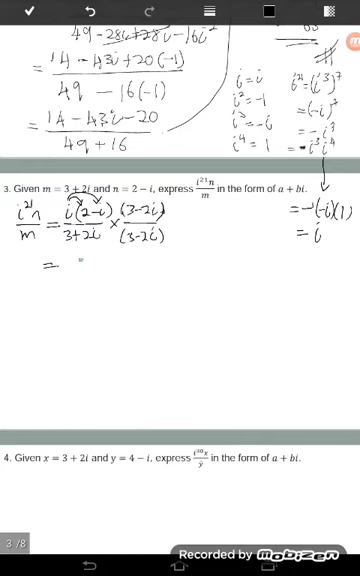 49 - 28i + 28i - 16i²
= 14 - 43i + 20(-1)
49 - 16(-1)
= 14 - 43i - 20
49 + 16
65
i = i
i² = -1
i³ = -i
i⁴ = 1
i²¹ = (i³)⁷
= (-i)⁷
= -i⁷
= -i³i⁴
= -(-i)(1)
= i
3. Given m = 3 + 2i and n = 2 − i, express i²¹n/m in the form of a + bi.
i²¹n/m = i(2-i)/3+2i × (3-2i)/(3-2i)
=
4. Given x = 3 + 2i and y = 4 − i, express i³⁰x/y in the form of a + bi.
3 / 8
Recorded by Mobizen